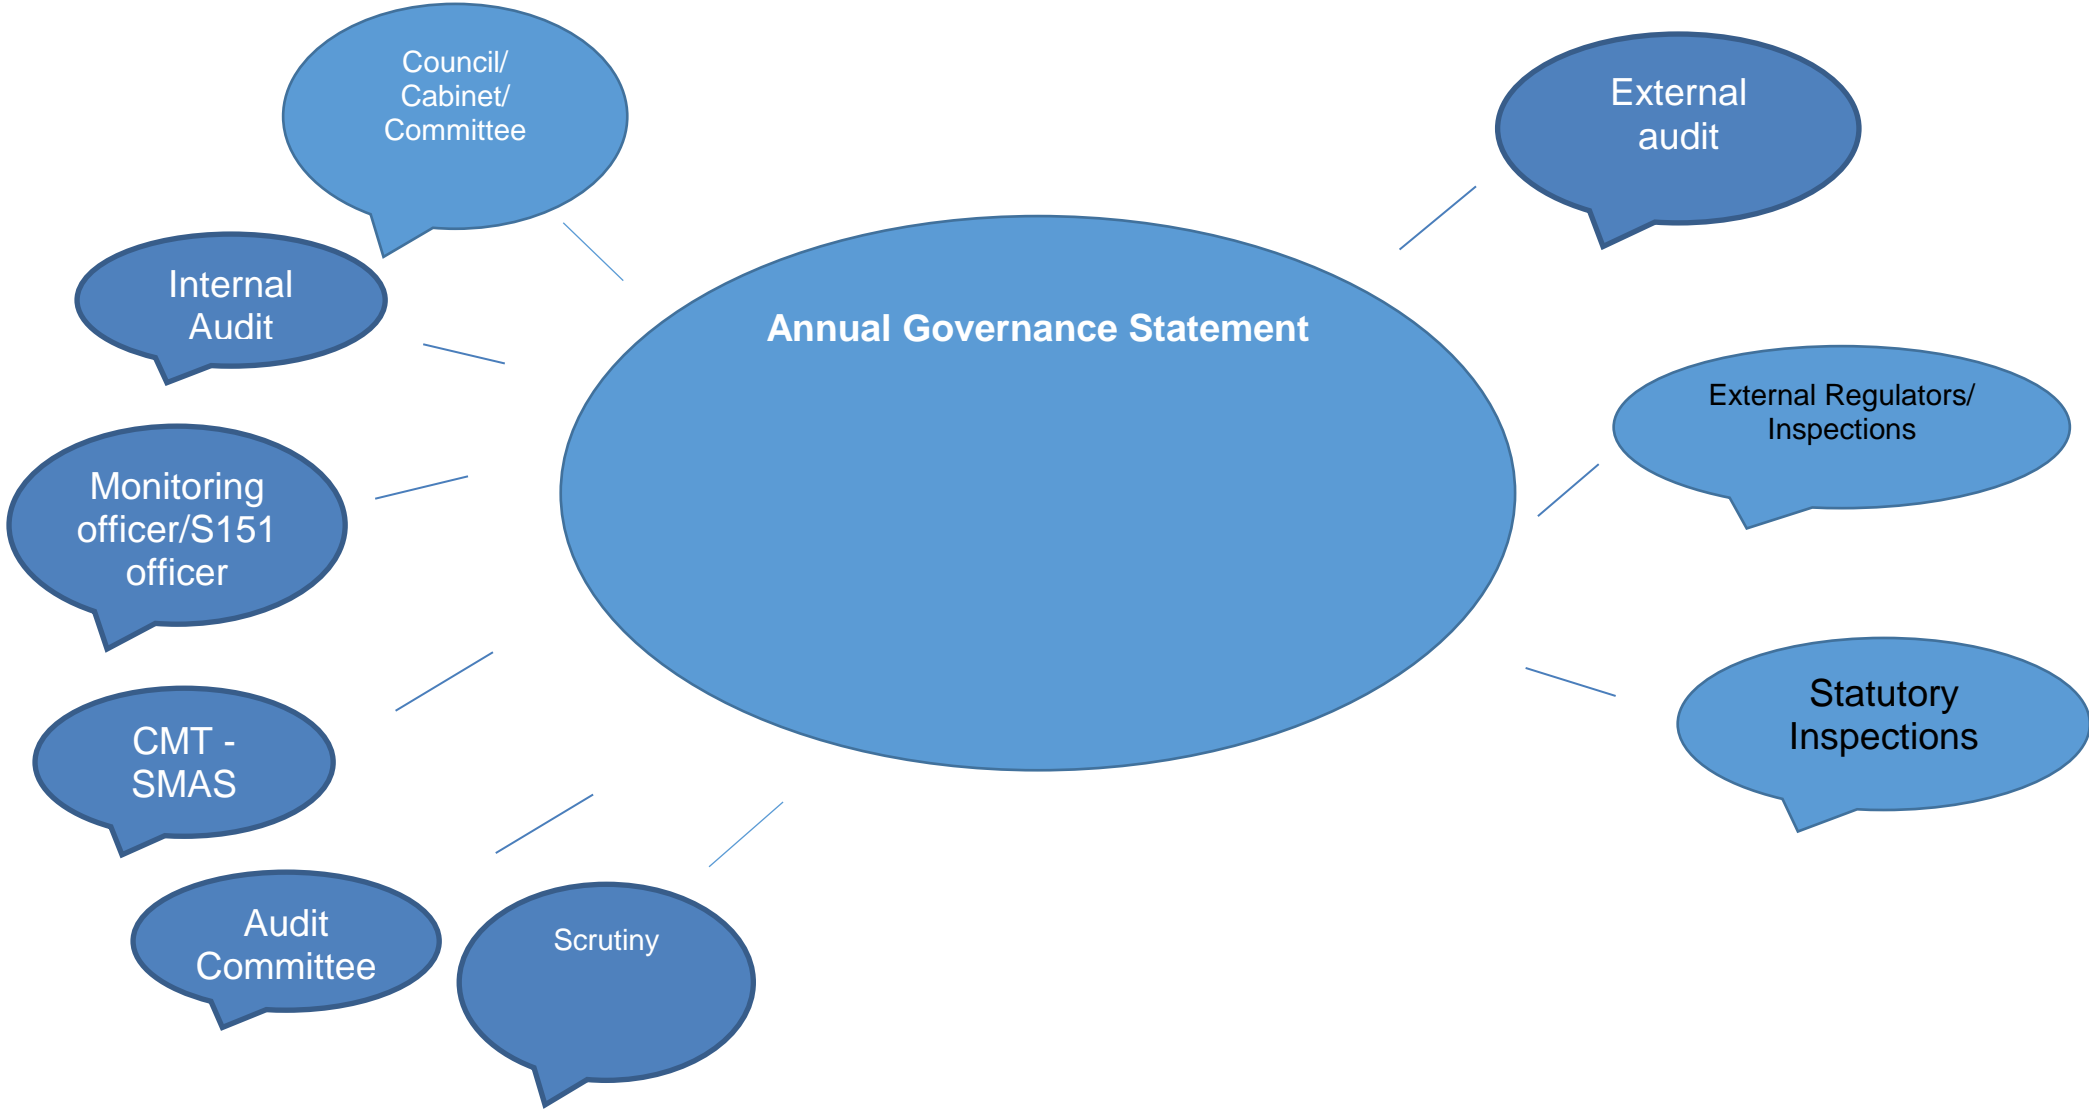 Council/
Cabinet/
Committee
External
audit
Internal
Audit
Annual Governance Statement
External Regulators/
Inspections
Monitoring
officer/S151
officer
Statutory
Inspections
CMT -
SMAS
Audit
Committee
Scrutiny